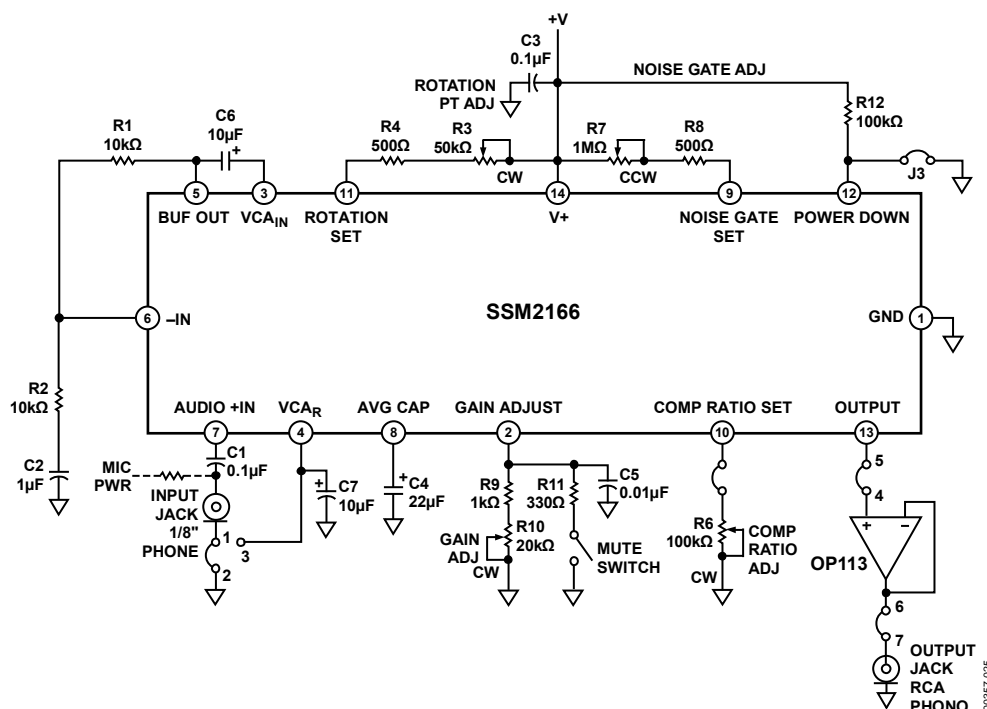 +V
C3
0.1µF
ROTATION
PT ADJ
NOISE GATE ADJ
R1
10kΩ
C6
10µF
+
R4
500Ω
R3
50kΩ
CW
R7
1MΩ
CCW
R8
500Ω
R12
100kΩ
J3
5
3
11
14
9
12
BUF OUT
VCAIN
ROTATION
SET
V+
NOISE GATE
SET
POWER DOWN
SSM2166
6
–IN
GND
1
R2
10kΩ
C2
1µF
AUDIO +IN
VCAR
AVG CAP
GAIN ADJUST
COMP RATIO SET
OUTPUT
7
4
8
2
10
13
MIC
PWR
C1
0.1µF
INPUT
JACK
1/8"
PHONE
1
2
3
+
C7
10µF
+
C4
22µF
R9
1kΩ
R10
20kΩ
GAIN
ADJ
CW
R11
330Ω
C5
0.01µF
MUTE
SWITCH
R6
100kΩ
COMP
RATIO
ADJ
CW
5
4
+
–
OP113
6
7
OUTPUT
JACK
RCA
PHONO
00357-025